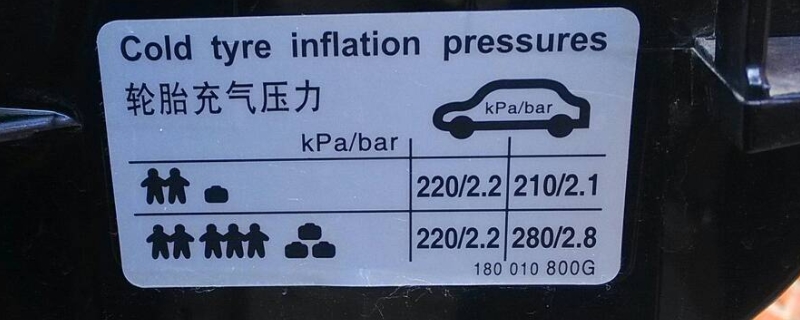 Cold tyre inflation pressures
轮胎充气压力
kPa/bar
kPa/bar
220/2.2 210/2.1
220/2.2 280/2.8
180 010 800G